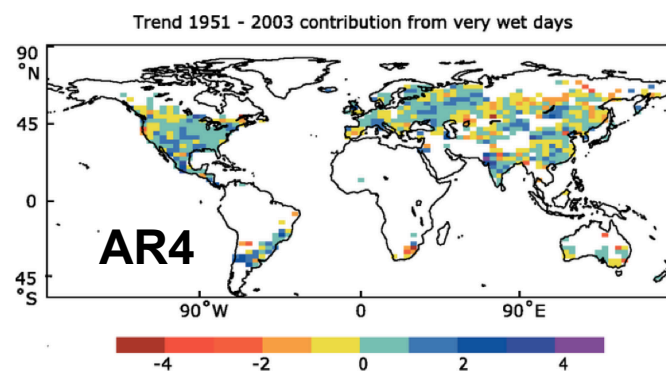 Trend 1951 - 2003 contribution from very wet days
90
°N
45
0
45
°S
AR4
90°W 0 90°E
-4 -2 0 2 4